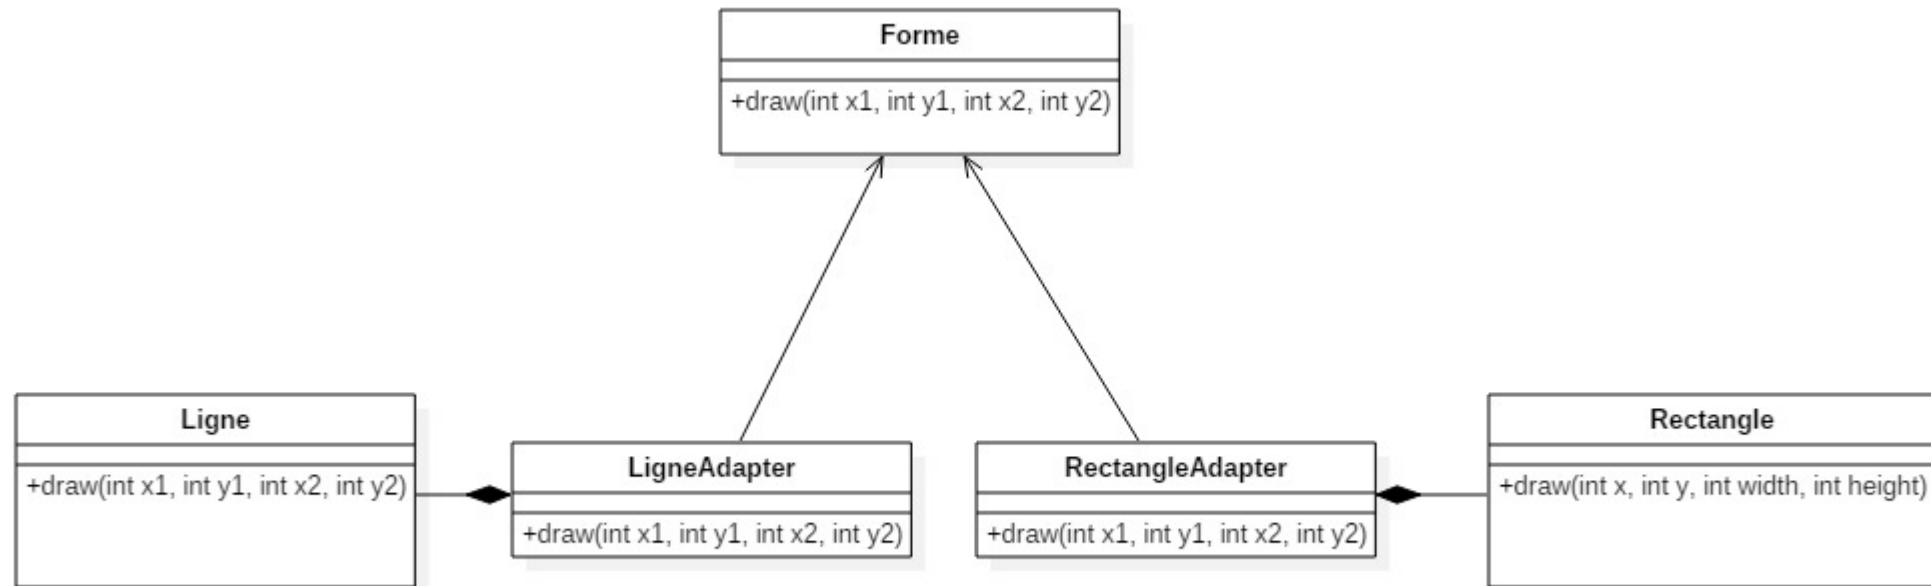 Forme
+draw(int x1, int y1, int x2, int y2)
Ligne
+draw(int x1, int y1, int x2, int y2)
LigneAdapter
+draw(int x1, int y1, int x2, int y2)
RectangleAdapter
+draw(int x1, int y1, int x2, int y2)
Rectangle
+draw(int x, int y, int width, int height)